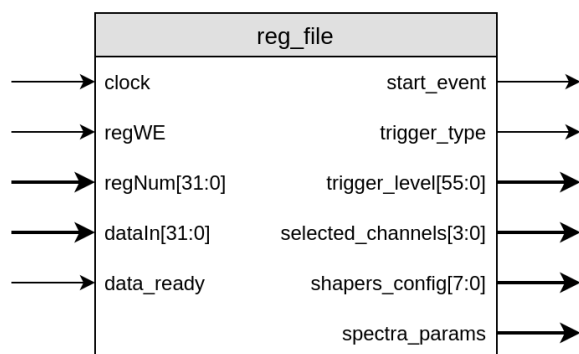 reg_file
clock start_event
regWE trigger_type
regNum[31:0] trigger_level[55:0]
dataIn[31:0] selected_channels[3:0]
data_ready shapers_config[7:0]
spectra_params